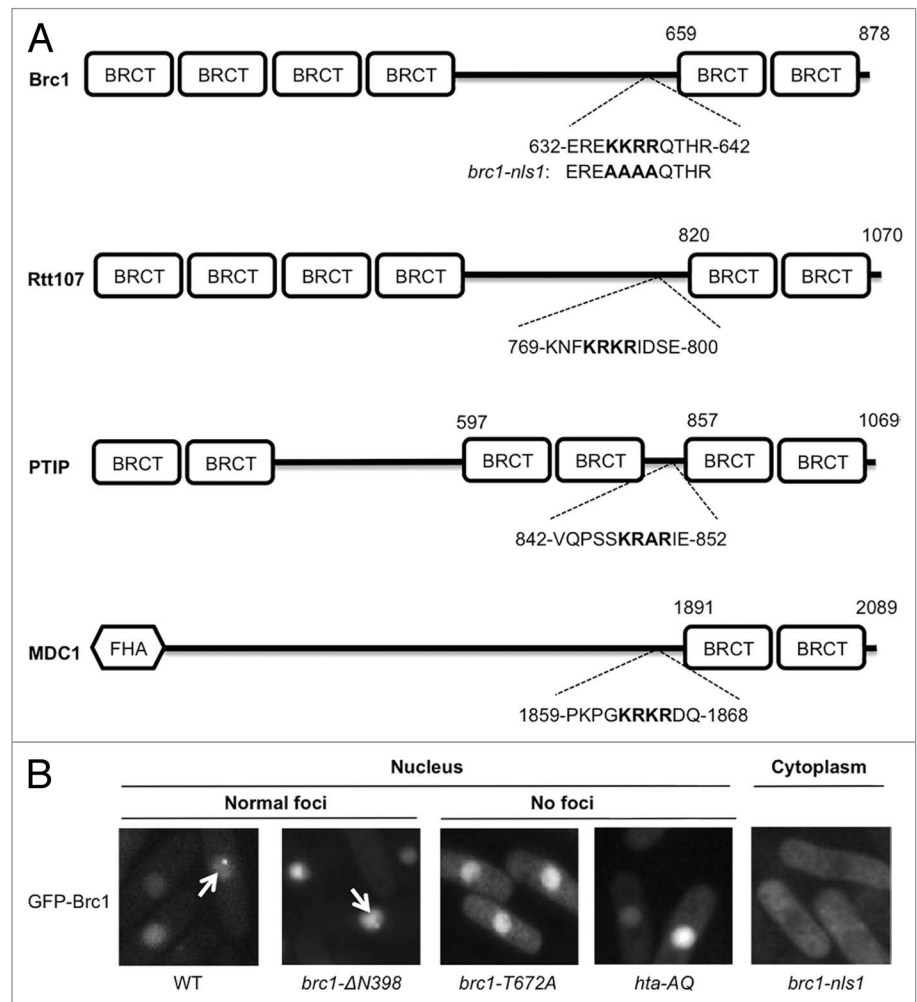 A
659 878
Brc1 BRCT BRCT BRCT BRCT BRCT BRCT
632-EREKKRRQTHR-642
brc1-nls1: EREAAAAQTHR
820 1070
Rtt107 BRCT BRCT BRCT BRCT BRCT BRCT
769-KNFKRKRIDSE-800
597 857 1069
PTIP BRCT BRCT BRCT BRCT BRCT BRCT
842-VQPSSKRARIE-852
1891 2089
MDC1 FHA BRCT BRCT
1859-PKPGKRKRDQ-1868
B
Nucleus Cytoplasm
Normal foci No foci
GFP-Brc1
WT brc1-ΔN398 brc1-T672A hta-AQ brc1-nls1